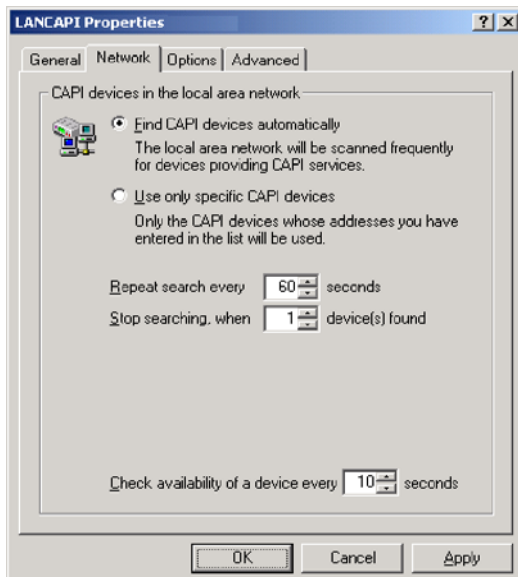 LANCAPI Properties
General Network Options Advanced
CAPI devices in the local area network
Find CAPI devices automatically
The local area network will be scanned frequently
for devices providing CAPI services.
Use only specific CAPI devices
Only the CAPI devices whose addresses you have
entered in the list will be used.
Repeat search every 60 seconds
Stop searching, when 1 device(s) found
Check availability of a device every 10 seconds
OK Cancel Apply